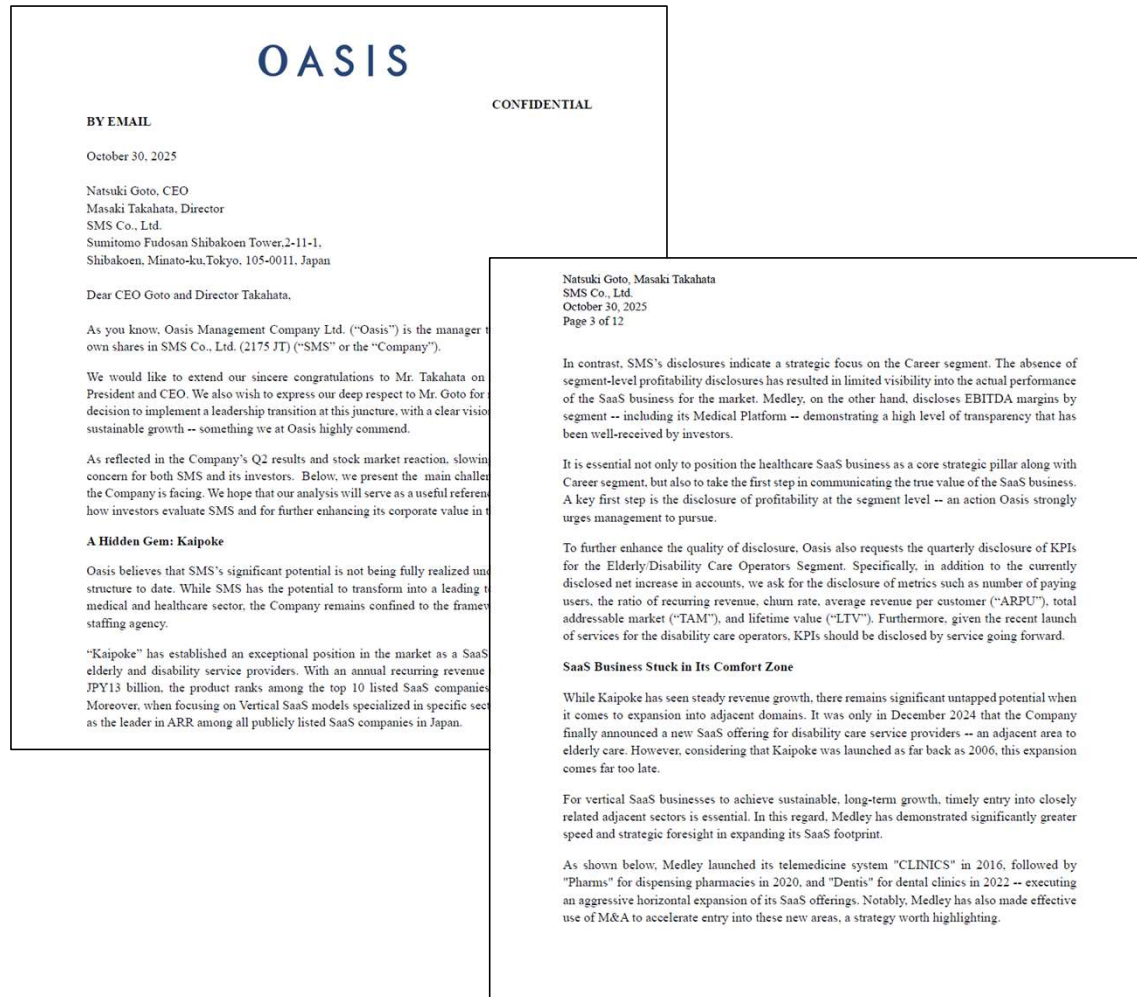 OASIS
CONFIDENTIAL
BY EMAIL
October 30, 2025
Natsuki Goto, CEO
Masaki Takahata, Director
SMS Co., Ltd.
Sumitomo Fudosan Shibakoen Tower,2-11-1,
Shibakoen, Minato-ku,Tokyo, 105-0011, Japan
Dear CEO Goto and Director Takahata,
As you know, Oasis Management Company Ltd. (“Oasis”) is the manager
own shares in SMS Co., Ltd. (2175 JT) (“SMS” or the “Company”).
We would like to extend our sincere congratulations to Mr. Takahata on
President and CEO. We also wish to express our deep respect to Mr. Goto for
decision to implement a leadership transition at this juncture, with a clear
sustainable growth -- something we at Oasis highly commend.
As reflected in the Company’s Q2 results and stock market reaction,
concern for both SMS and its investors. Below, we present the main
the Company is facing. We hope that our analysis will serve as a useful
how investors evaluate SMS and for further enhancing its corporate value in
A Hidden Gem: Kaipoke
Oasis believes that SMS’s significant potential is not being fully realized
structure to date. While SMS has the potential to transform into a leading
medical and healthcare sector, the Company remains confined to the
staffing agency.
“Kaipoke” has established an exceptional position in the market as a SaaS
elderly and disability service providers. With an annual recurring revenue
JPY13 billion, the product ranks among the top 10 listed SaaS companies
Moreover, when focusing on Vertical SaaS models specialized in specific
as the leader in ARR among all publicly listed SaaS companies in Japan.
Natsuki Goto, Masaki Takahata
SMS Co., Ltd.
October 30, 2025
Page 3 of 12
In contrast, SMS’s disclosures indicate a strategic focus on the Career segment. The absence of
segment-level profitability disclosures has resulted in limited visibility into the actual performance
of the SaaS business for the market. Medley, on the other hand, discloses EBITDA margins by
segment -- including its Medical Platform -- demonstrating a high level of transparency that has
been well-received by investors.
It is essential not only to position the healthcare SaaS business as a core strategic pillar along with
Career segment, but also to take the first step in communicating the true value of the SaaS business.
A key first step is the disclosure of profitability at the segment level -- an action Oasis strongly
urges management to pursue.
To further enhance the quality of disclosure, Oasis also requests the quarterly disclosure of KPIs
for the Elderly/Disability Care Operators Segment. Specifically, in addition to the currently
disclosed net increase in accounts, we ask for the disclosure of metrics such as number of paying
users, the ratio of recurring revenue, churn rate, average revenue per customer (“ARPU”), total
addressable market (“TAM”), and lifetime value (“LTV”). Furthermore, given the recent launch
of services for the disability care operators, KPIs should be disclosed by service going forward.
SaaS Business Stuck in Its Comfort Zone
While Kaipoke has seen steady revenue growth, there remains significant untapped potential when
it comes to expansion into adjacent domains. It was only in December 2024 that the Company
finally announced a new SaaS offering for disability care service providers -- an adjacent area to
elderly care. However, considering that Kaipoke was launched as far back as 2006, this expansion
comes far too late.
For vertical SaaS businesses to achieve sustainable, long-term growth, timely entry into closely
related adjacent sectors is essential. In this regard, Medley has demonstrated significantly greater
speed and strategic foresight in expanding its SaaS footprint.
As shown below, Medley launched its telemedicine system "CLINICS" in 2016, followed by
"Pharms" for dispensing pharmacies in 2020, and "Dentis" for dental clinics in 2022 -- executing
an aggressive horizontal expansion of its SaaS offerings. Notably, Medley has also made effective
use of M&A to accelerate entry into these new areas, a strategy worth highlighting.